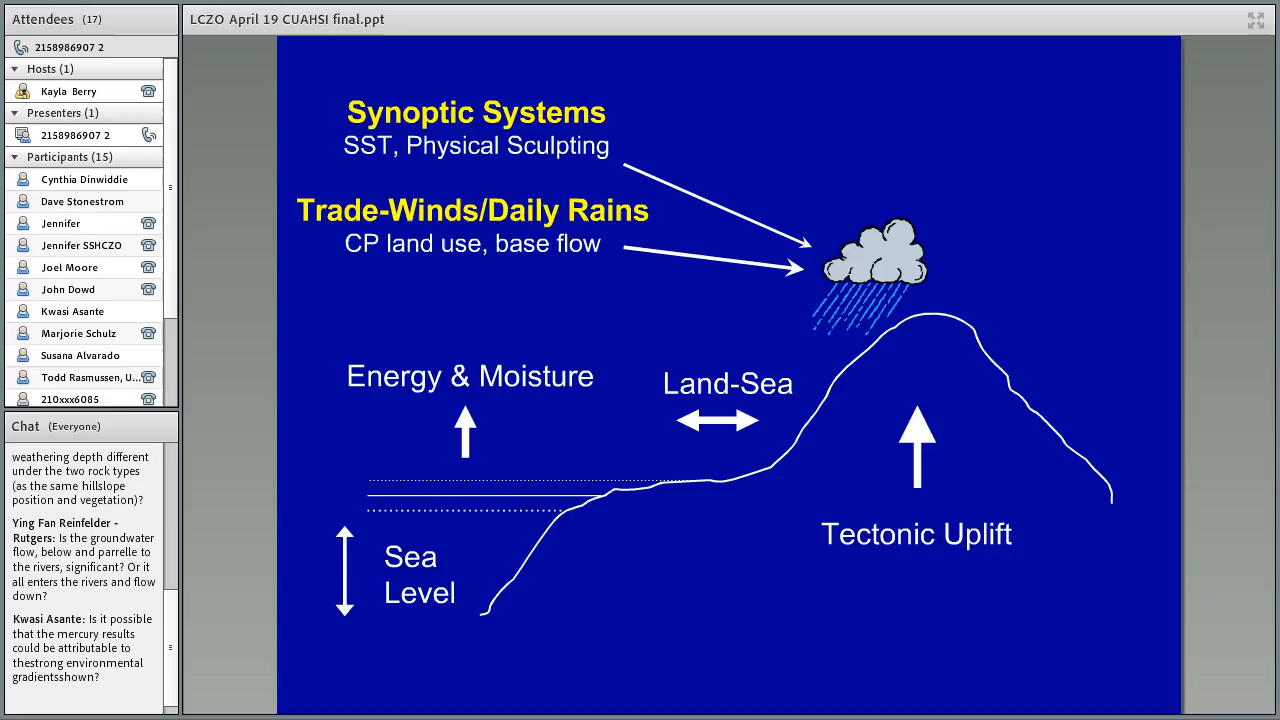 Attendees (17)
2158986907 2
Hosts (1)
Kayla Berry
Presenters (1)
2158986907 2
Participants (15)
Cynthia Dinwiddie
Dave Stonestrom
Jennifer
Jennifer SSHCZO
Joel Moore
John Dowd
Kwasi Asante
Marjorie Schulz
Susana Alvarado
Todd Rasmussen, U...
210xxx6085
Chat (Everyone)
weathering depth different
under the two rock types
(as the same hillslope
position and vegetation)?
Ying Fan Reinfelder -
Rutgers: Is the groundwater
flow, below and parrelle to
the rivers, significant? Or it
all enters the rivers and flow
down?
Kwasi Asante: Is it possible
that the mercury results
could be attributable to
thestrong environmental
gradientsshown?
LCZO April 19 CUAHSI final.ppt
Synoptic Systems
SST, Physical Sculpting
Trade-Winds/Daily Rains
CP land use, base flow
Energy & Moisture
Land-Sea
Tectonic Uplift
Sea
Level